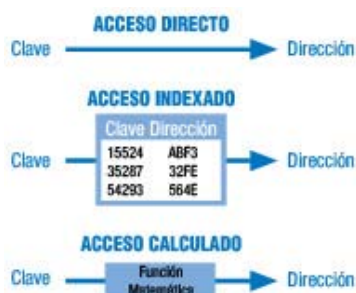 ACCESO DIRECTO
Clave Dirección
ACCESO INDEXADO
Clave Dirección
15524 ABF3
Clave 35287 32FE Dirección
54293 564E
ACCESO CALCULADO
Función
Clave Dirección
Matemática